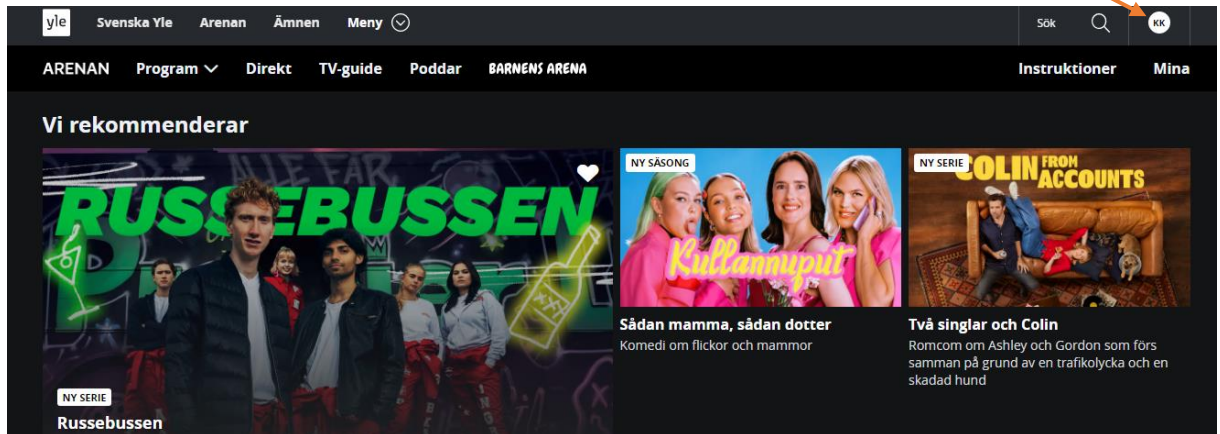 yle Svenska Yle Arenan Ämnen Meny Sök KK
ARENAN Program Direkt TV-guide Poddar BARNENS ARENA Instruktioner Mina
Vi rekommenderar
ALLE FAR
RUSSEBUSSEN
NY SERIE
Russebussen
NY SÄSONG
Kullannuput
Sådan mamma, sådan dotter
Komedi om flickor och mammor
NY SERIE
COLIN FROM
ACCOUNTS
Två singlar och Colin
Romcom om Ashley och Gordon som förs
samman på grund av en trafikolycka och en
skadad hund